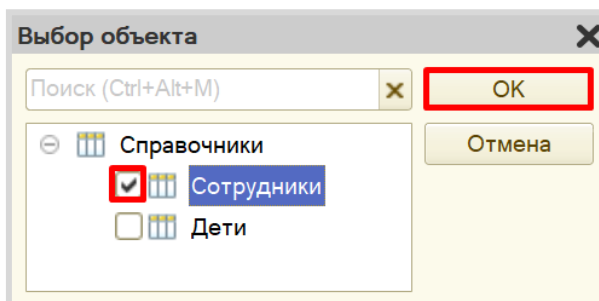 Выбор объекта
Поиск (Ctrl+Alt+M)
OK
Справочники
Отмена
Сотрудники
Дети